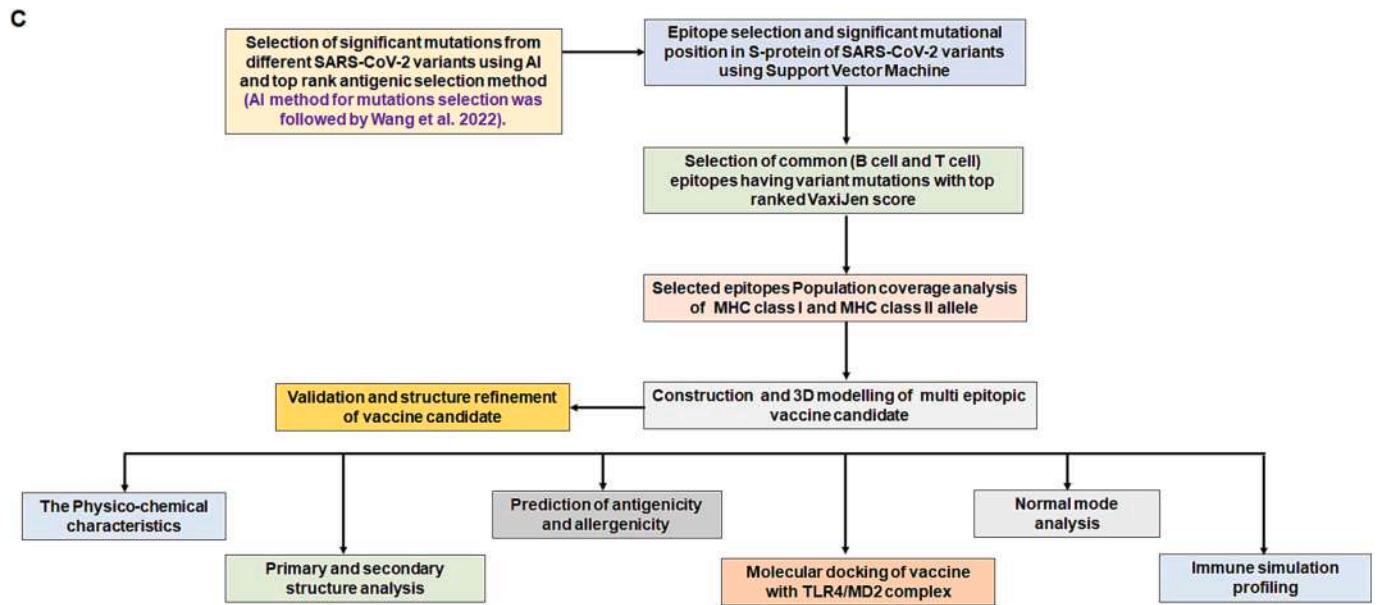 C
Selection of significant mutations from
different SARS-CoV-2 variants using AI
and top rank antigenic selection method
(AI method for mutations selection was
followed by Wang et al. 2022).
Epitope selection and significant mutational
position in S-protein of SARS-CoV-2 variants
using Support Vector Machine
Selection of common (B cell and T cell)
epitopes having variant mutations with top
ranked VaxiJen score
Selected epitopes Population coverage analysis
of MHC class I and MHC class II allele
Validation and structure refinement
of vaccine candidate
Construction and 3D modelling of multi epitopic
vaccine candidate
The Physico-chemical
characteristics
Primary and secondary
structure analysis
Prediction of antigenicity
and allergenicity
Molecular docking of vaccine
with TLR4/MD2 complex
Normal mode
analysis
Immune simulation
profiling